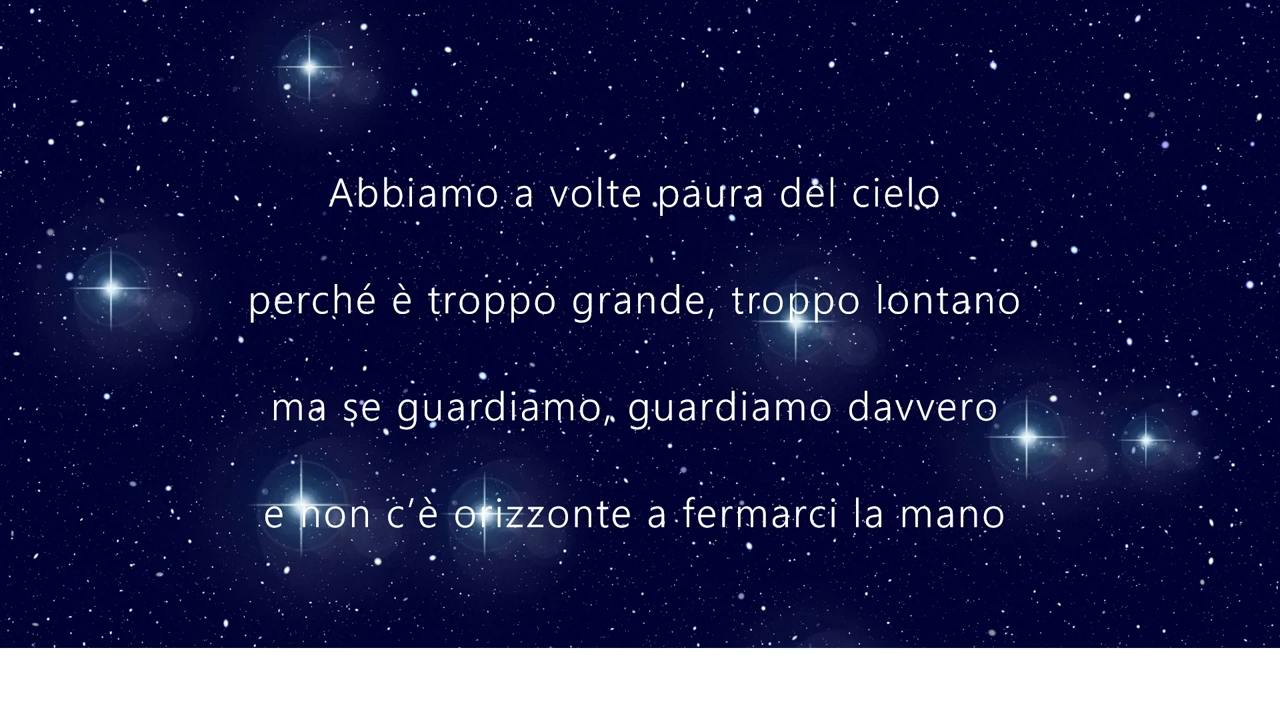 Abbiamo a volte paura del cielo
perché è troppo grande, troppo lontano
ma se guardiamo, guardiamo davvero
e non c’è orizzonte a fermarci la mano